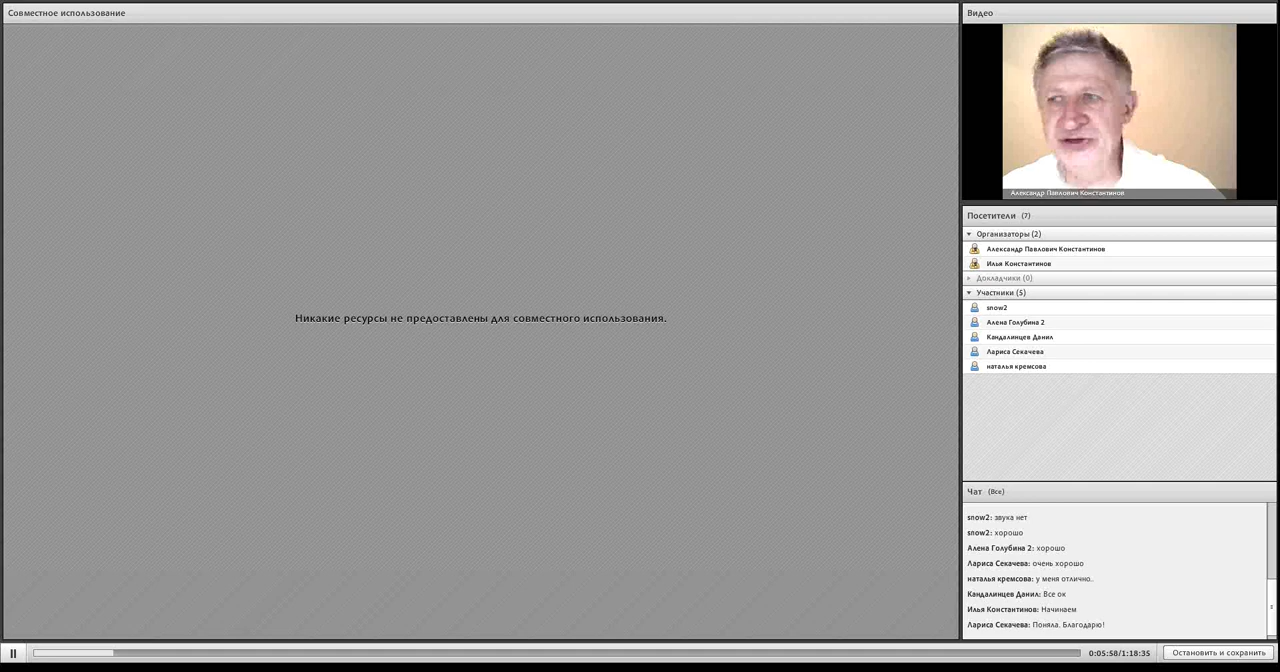 Совместное использование
Никакие ресурсы не предоставлены для совместного использования.
Видео
Александр Павлович Константинов
Посетители (7)
Организаторы (2)
Александр Павлович Константинов
Илья Константинов
Докладчики (0)
Участники (5)
snow2
Алена Голубина 2
Кандалинцев Данил
Лариса Секачева
наталья кремсова
Чат (Все)
snow2: звука нет
snow2: хорошо
Алена Голубина 2: хорошо
Лариса Секачева: очень хорошо
наталья кремсова: у меня отлично..
Кандалинцев Данил: Все ок
Илья Константинов: Начинаем
Лариса Секачева: Поняла. Благодарю!
0:05:58/1:18:35
Остановить и сохранить